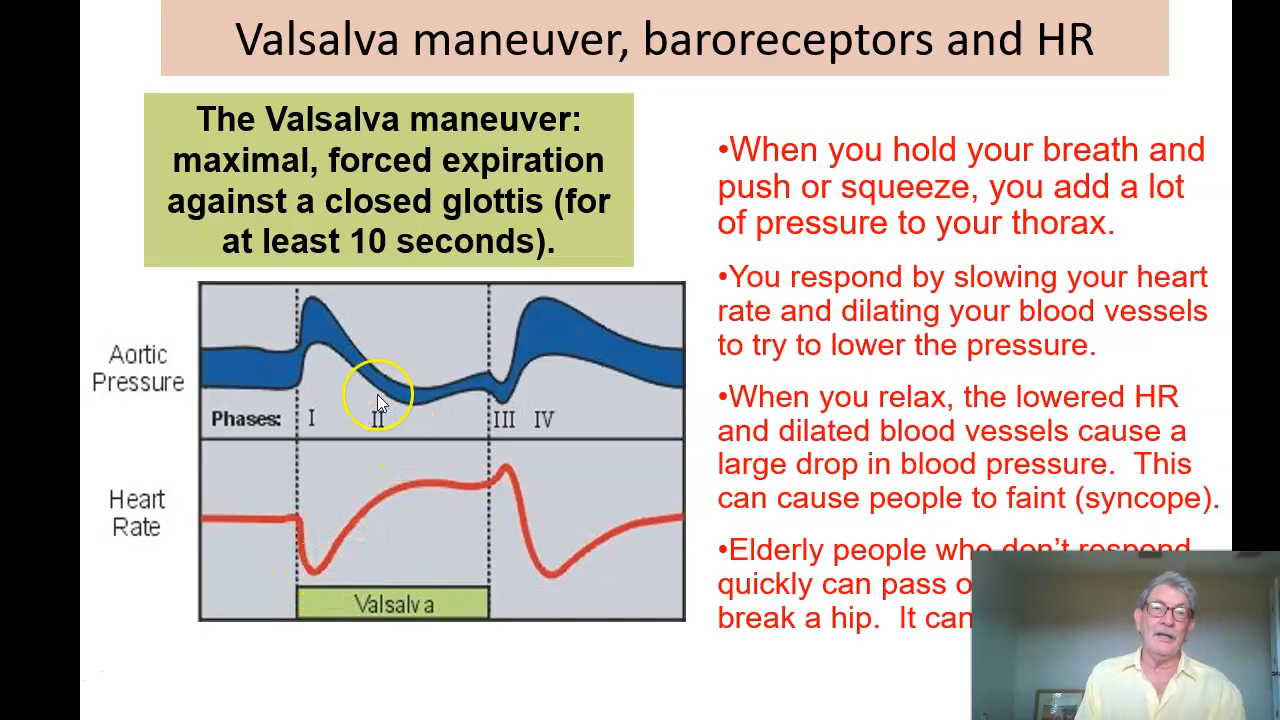 Valsalva maneuver, baroreceptors and HR
The Valsalva maneuver:
maximal, forced expiration
against a closed glottis (for
at least 10 seconds).
•When you hold your breath and
push or squeeze, you add a lot
of pressure to your thorax.
•You respond by slowing your heart
rate and dilating your blood vessels
to try to lower the pressure.
•When you relax, the lowered HR
and dilated blood vessels cause a
large drop in blood pressure. This
can cause people to faint (syncope).
•Elderly people who don't respond
quickly can pass
break a hip. It can
Aortic
Pressure
Phases: I II III IV
Heart
Rate
Valsalva